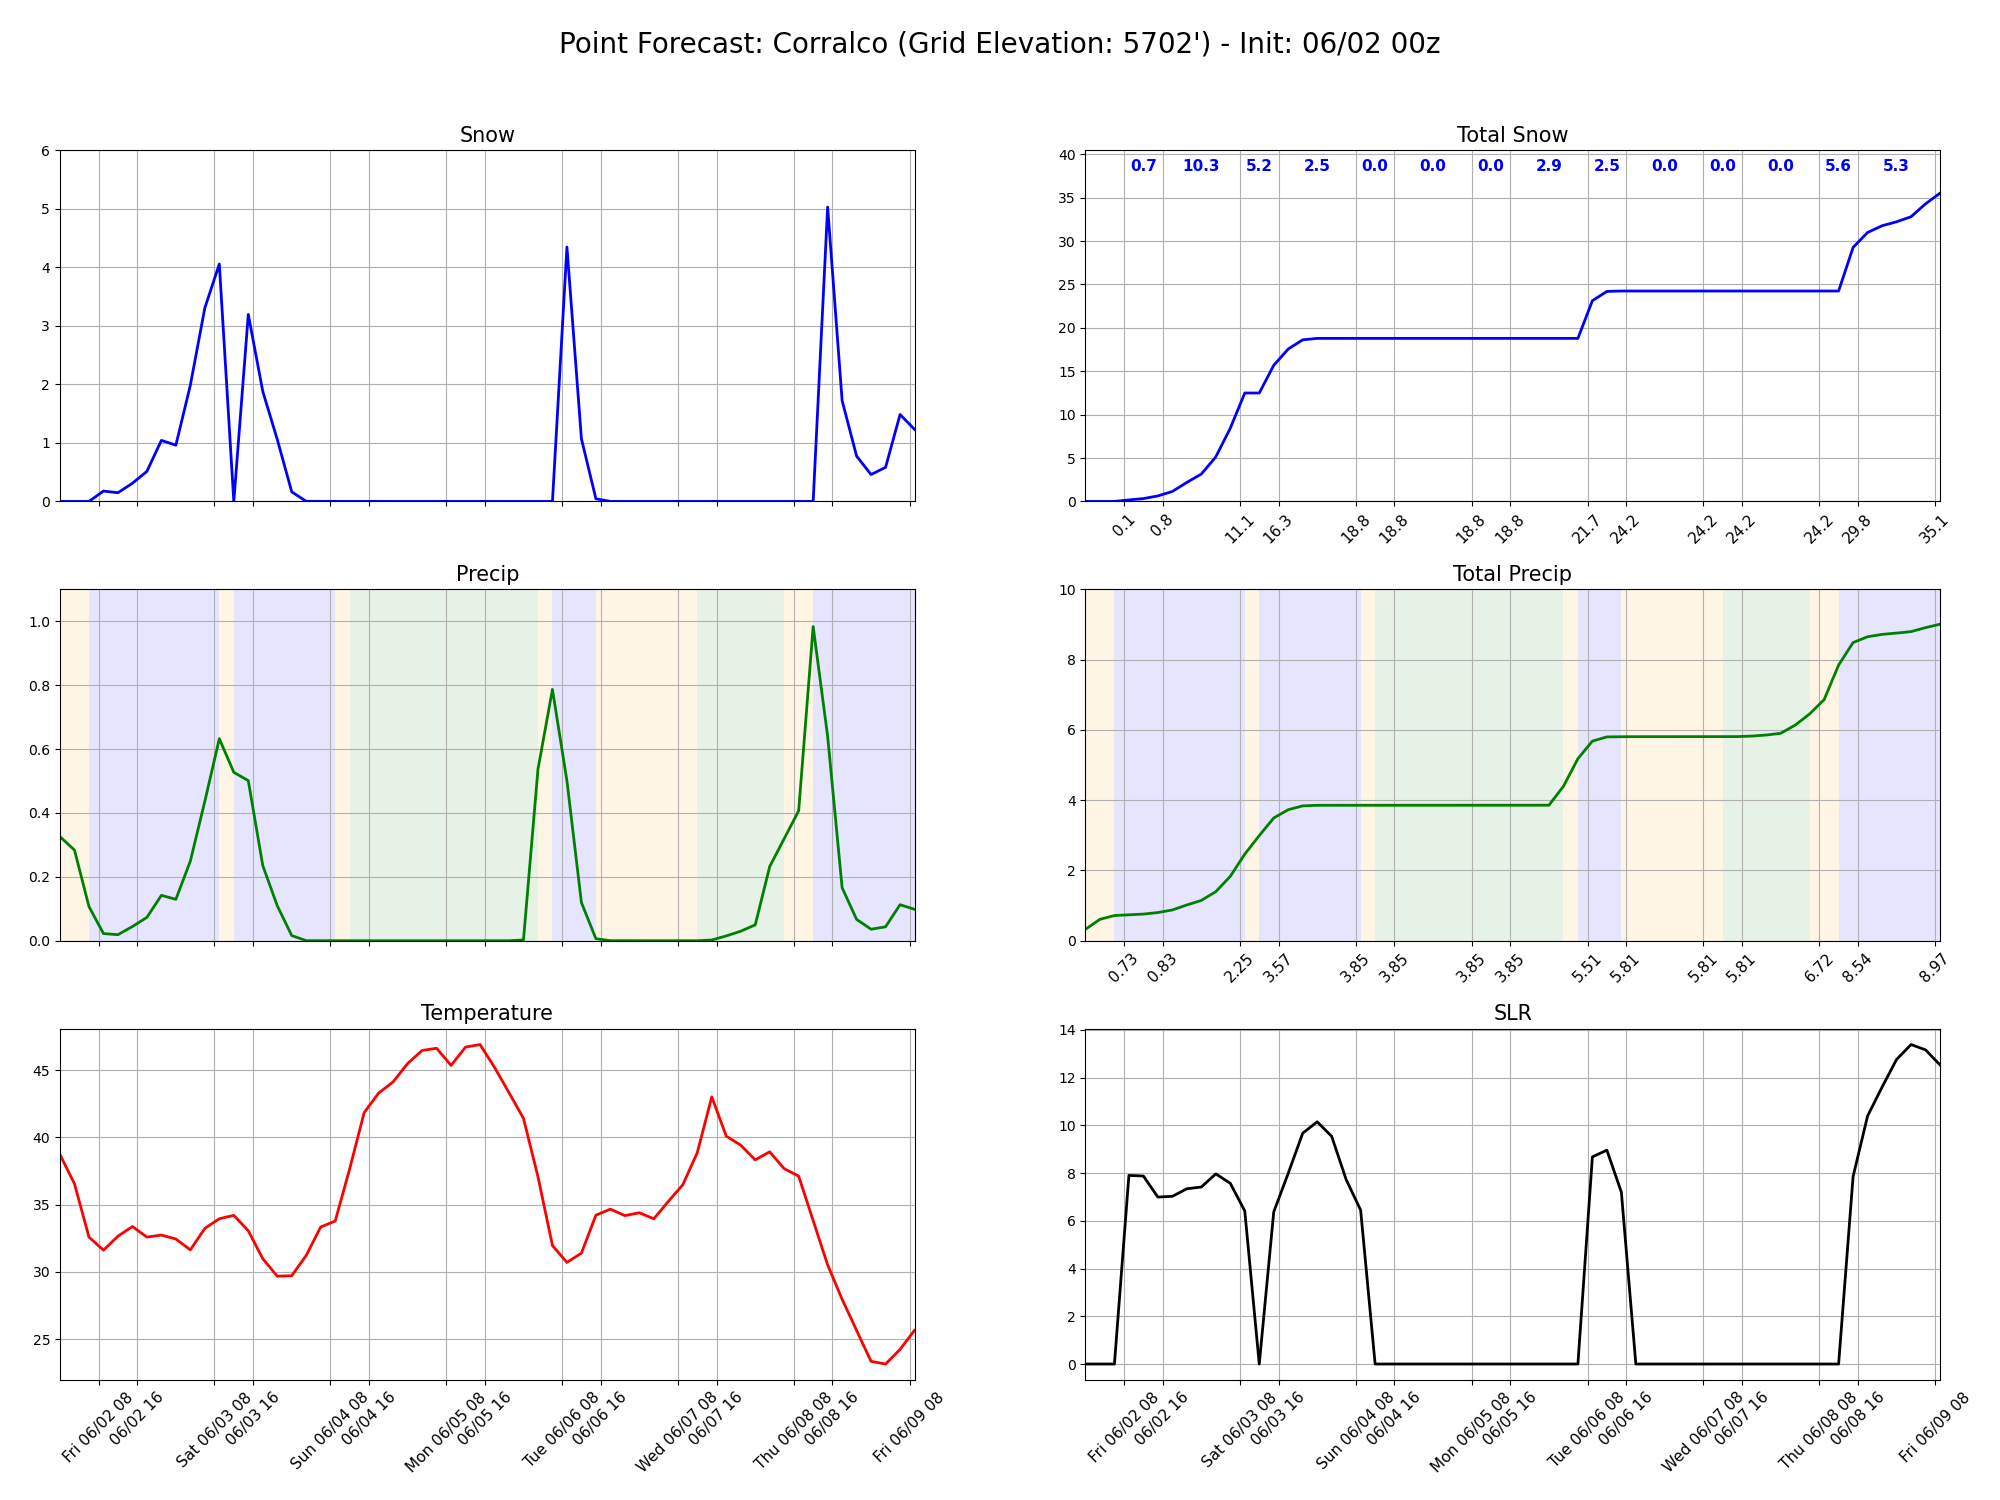 Point Forecast: Corralco (Grid Elevation: 5702') - Init: 06/02 00z
Snow
6
5
4
3
2
1
0
Total Snow
0.7 10.3 5.2 2.5 0.0 0.0 0.0 2.9 2.5 0.0 0.0 0.0 5.6 5.3
40
35
30
25
20
15
10
5
0
0.1 0.8 11.1 16.3 18.8 18.8 18.8 18.8 21.7 24.2 24.2 24.2 24.2 29.8 35.1
Precip
1.0
0.8
0.6
0.4
0.2
0.0
Total Precip
10
8
6
4
2
0
0.73 0.83 2.25 3.57 3.85 3.85 3.85 3.85 5.51 5.81 5.81 5.81 6.72 8.54 8.97
Temperature
45
40
35
30
25
Fri 06/02 08
06/02 16
Sat 06/03 08
06/03 16
Sun 06/04 08
06/04 16
Mon 06/05 08
06/05 16
Tue 06/06 08
06/06 16
Wed 06/07 08
06/07 16
Thu 06/08 08
06/08 16
Fri 06/09 08
SLR
14
12
10
8
6
4
2
0
Fri 06/02 08
06/02 16
Sat 06/03 08
06/03 16
Sun 06/04 08
06/04 16
Mon 06/05 08
06/05 16
Tue 06/06 08
06/06 16
Wed 06/07 08
06/07 16
Thu 06/08 08
06/08 16
Fri 06/09 08